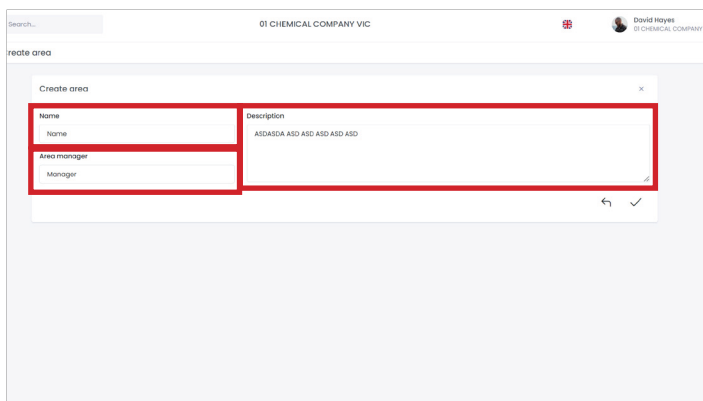 Search...
01 CHEMICAL COMPANY VIC
David Hayes
01 CHEMICAL COMPANY
reate area
Create area
Name
Name
Description
ASDASDA ASD ASD ASD ASD ASD
Area manager
Manager